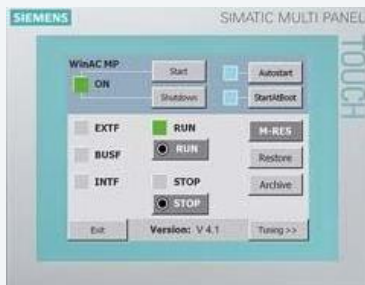 SIEMENS
SIMATIC MULTI PANEL
TOUCH
WinAC MP
ON
Start
Autostart
Shutdown
StartAtBoot
EXTF
RUN
M-RES
BUSF
RUN
Restore
INTF
STOP
Archive
STOP
Exit
Version: V 4.1
Tuning >>